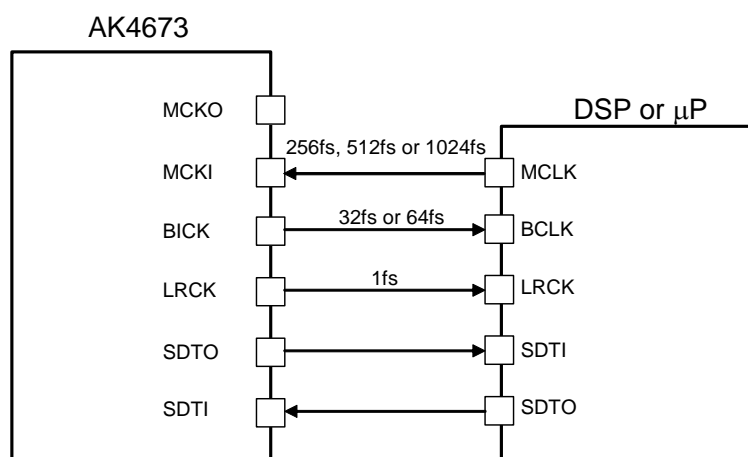 AK4673
DSP or μP
MCKO
256fs, 512fs or 1024fs
MCKI
MCLK
32fs or 64fs
BICK
BCLK
1fs
LRCK
LRCK
SDTO
SDTI
SDTI
SDTO